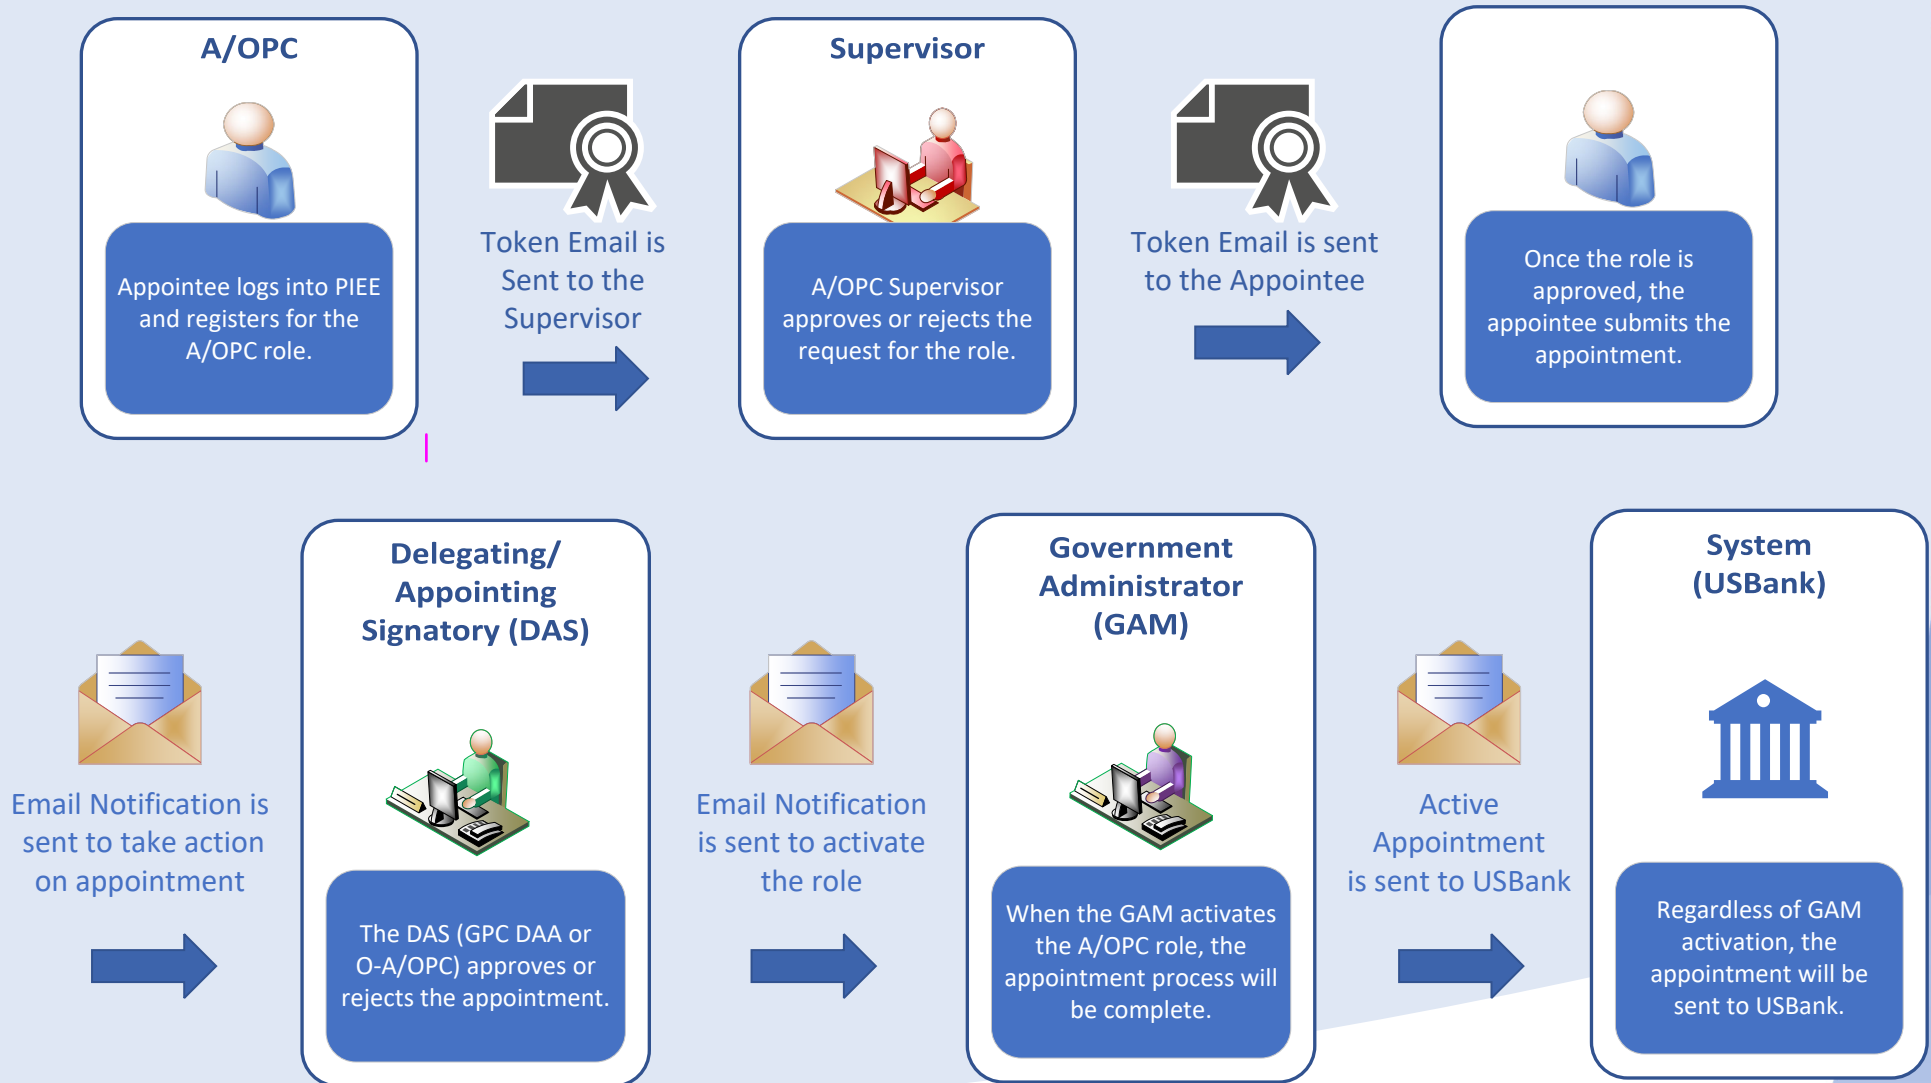 A/OPC
Appointee logs into PIEE
and registers for the
A/OPC role.
Token Email is
Sent to the
Supervisor
Supervisor
A/OPC Supervisor
approves or rejects the
request for the role.
Token Email is sent
to the Appointee
Once the role is
approved, the
appointee submits the
appointment.
Email Notification is
sent to take action
on appointment
Delegating/
Appointing
Signatory (DAS)
The DAS (GPC DAA or
O-A/OPC) approves or
rejects the appointment.
Email Notification
is sent to activate
the role
Government
Administrator
(GAM)
When the GAM activates
the A/OPC role, the
appointment process will
be complete.
Active
Appointment
is sent to USBank
System
(USBank)
Regardless of GAM
activation, the
appointment will be
sent to USBank.